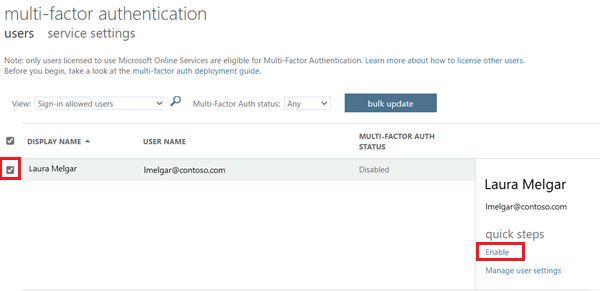 multi-factor authentication
users service settings
Note: only users licensed to use Microsoft Online Services are eligible for Multi-Factor Authentication. Learn more about how to license other users.
Before you begin, take a look at the multi-factor auth deployment guide.
View: Sign-in allowed users Multi-Factor Auth status: Any bulk update
DISPLAY NAME USER NAME MULTI-FACTOR AUTH
STATUS
Laura Melgar lmelgar@contoso.com Disabled
Laura Melgar
lmelgar@contoso.com
quick steps
Enable
Manage user settings